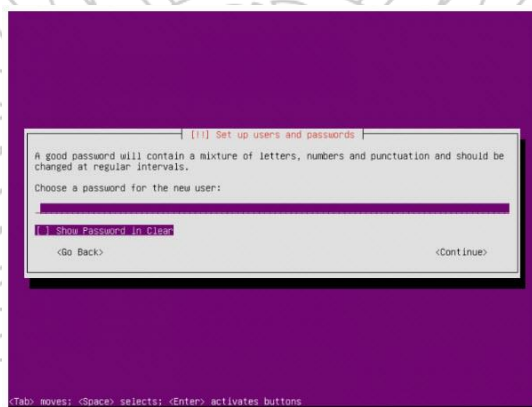 [!!] Set up users and passwords
A good password will contain a mixture of letters, numbers and punctuation and should be
changed at regular intervals.
Choose a password for the new user:
[ ] Show Password in Clear
<Go Back> <Continue>
<Tab> moves; <Space> selects; <Enter> activates buttons